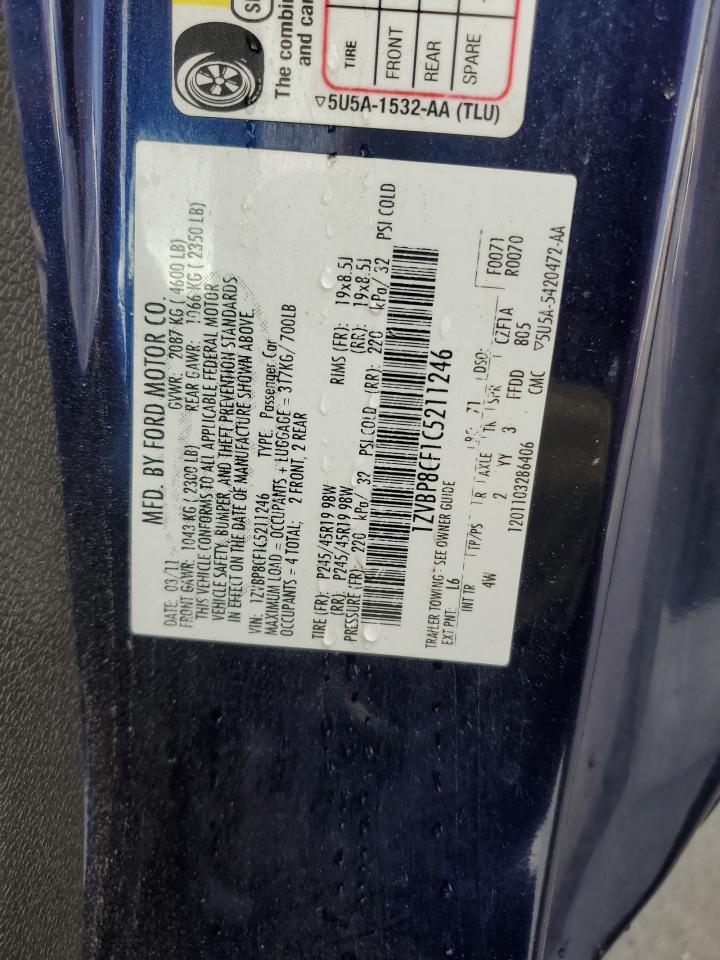 The combin
and car
TIRE
FRONT
REAR
SPARE
▽5U5A-1532-AA (TLU)
MFD. BY FORD MOTOR CO.
DATE: 03/11 GVWR: 2087 KG ( 4600 LB)
FRONT GAWR: 1043 KG ( 2300 LB) REAR GAWR: 1066 KG ( 2350 LB)
THIS VEHICLE CONFORMS TO ALL APPLICABLE FEDERAL MOTOR
VEHICLE SAFETY, BUMPER, AND THEFT PREVENTION STANDARDS
IN EFFECT ON THE DATE OF MANUFACTURE SHOWN ABOVE.
VIN: 1ZVBP8CF1C5211246 TYPE: Passenger Car
MAXIMUM LOAD = OCCUPANTS + LUGGAGE = 317KG/ 700LB
OCCUPANTS = 4 TOTAL; 2 FRONT, 2 REAR
TIRE (FR): P245/45R19 98W RIMS (FR): 19x8.5J
(RR): P245/45R19 98W (RR): 19x8.5J
PRESSURE (FR): 220 kPa/ 32 PSI COLD (RR): 220 kPa/ 32 PSI COLD
1ZVBP8CF1C5211246
TRAILER TOWING - SEE OWNER GUIDE
EXT PNT: L6 71 DSO:
INT TR TP/PS R AXLE TR SPR CZF1A F0071
4W 2 YY 3 FFDD 805 R0070
1201103286406 CMC ▽5U5A-5420472-AA